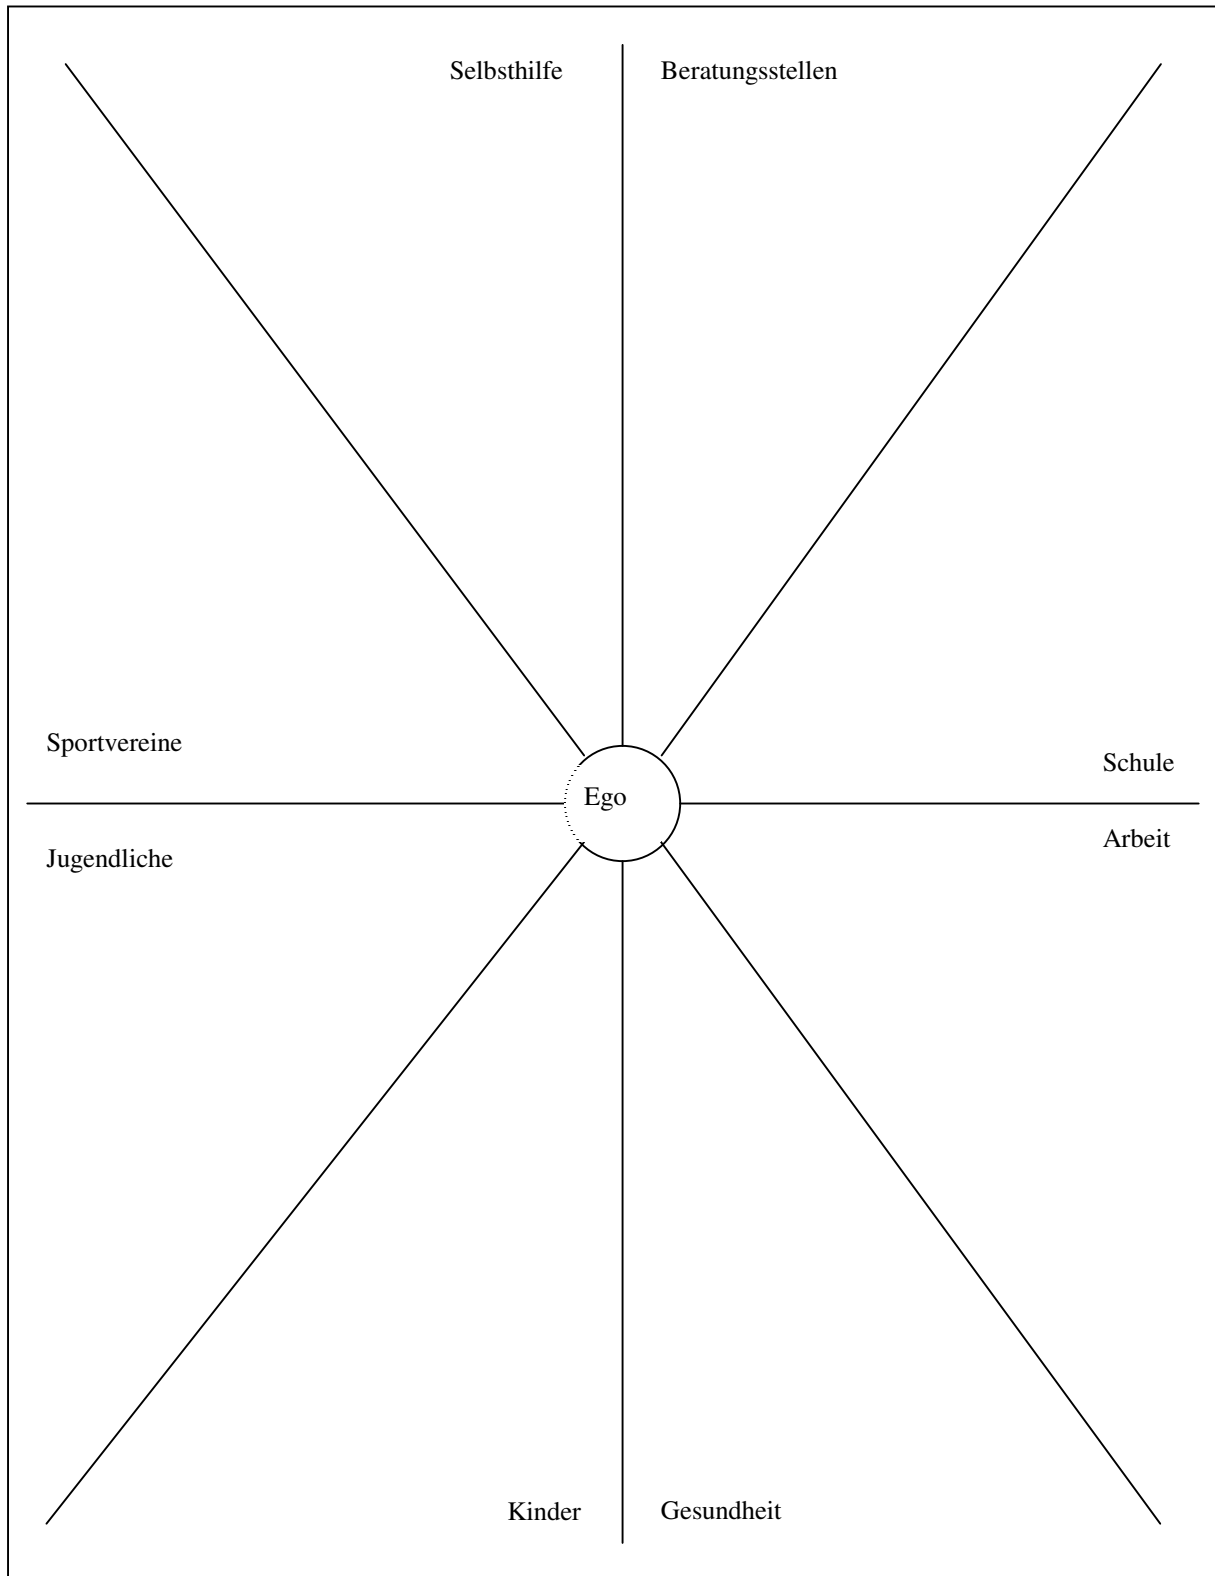 Selbsthilfe
Beratungsstellen
Sportvereine
Schule
Ego
Arbeit
Jugendliche
Kinder
Gesundheit